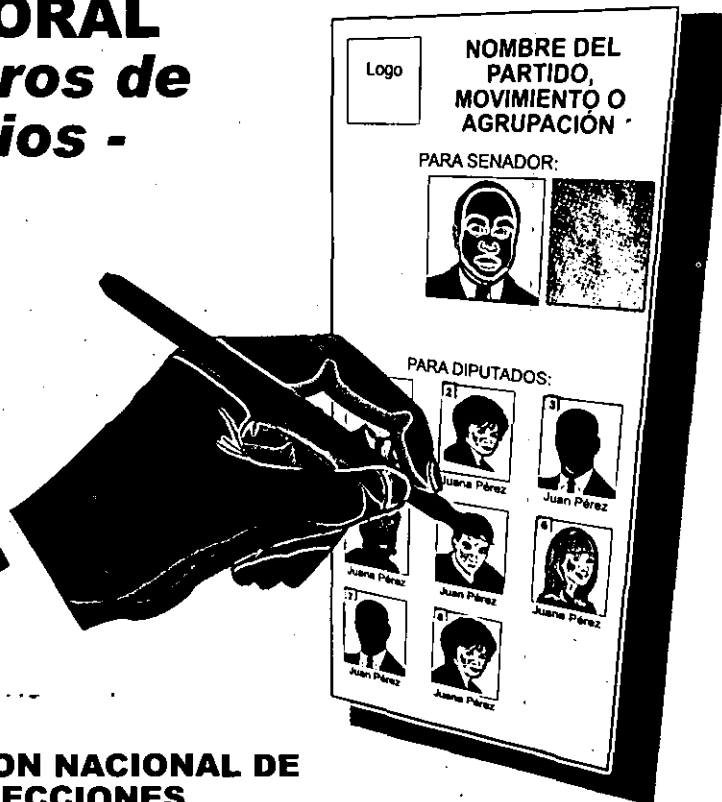 ORAL
ros de
ios -
Logo
NOMBRE DEL
PARTIDO,
MOVIMIENTO O
AGRUPACIÓN
PARA SENADOR:
PARA DIPUTADOS:
2
3
Juana Pérez
Juan Pérez
6
Juana Pérez
Juan Pérez
Juana Pérez
7
8
Juan Pérez
Juana Pérez
ON NACIONAL DE
ECCIONES